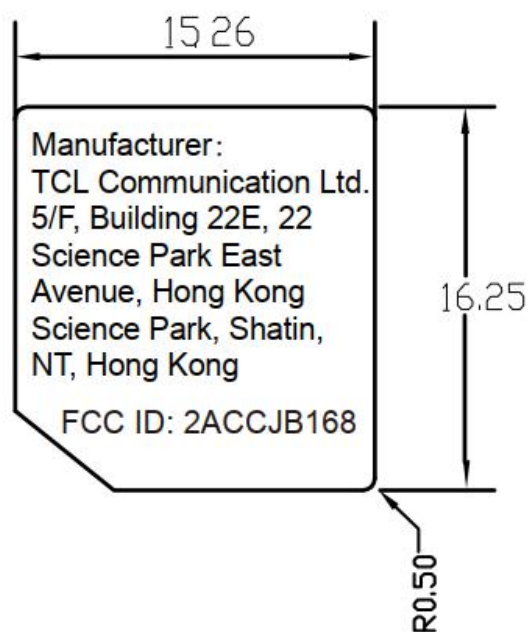 15 26
Manufacturer:
TCL Communication Ltd.
5/F, Building 22E, 22
Science Park East
Avenue, Hong Kong
Science Park, Shatin,
NT, Hong Kong
FCC ID: 2ACCJB168
16.25
R0.50